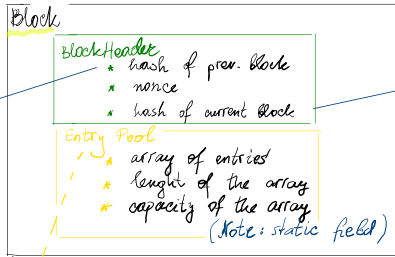 Block
BlockHeader
* hash of prev. block
* nonce
* hash of current block
Entry Pool
* array of entries
* lenght of the array
* capacity of the array
(Note: static field)